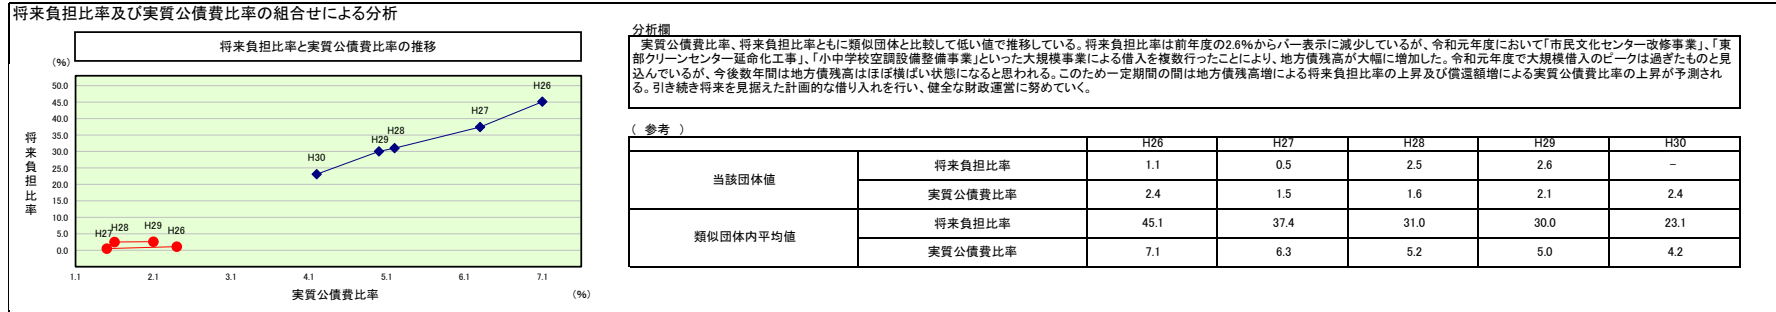 将来負担比率及び実質公債費比率の組合せによる分析
将来負担比率と実質公債費比率の推移
(%)
50.0
45.0
40.0
35.0
30.0
25.0
20.0
15.0
10.0
5.0
0.0
将来負担比率
H26
H27
H28
H29
H30
H27
H28
H29
H26
1.1 2.1 3.1 4.1 5.1 6.1 7.1
実質公債費比率
(%)
分析欄
実質公債費比率、将来負担比率ともに類似団体と比較して低い値で推移している。将来負担比率は前年度の2.6%からバー表示に減少しているが、令和元年度において「市民文化センター改修事業」、「東
部クリーンセンター延命化工事」、「小中学校空調設備整備事業」といった大規模事業による借入を複数行ったことにより、地方債残高が大幅に増加した。令和元年度で大規模借入のピークは過ぎたものと見
込んでいるが、今後数年間は地方債残高はほぼ横ばい状態になると思われる。このため一定期間の間は地方債残高増による将来負担比率の上昇及び償還額増による実質公債費比率の上昇が予測され
る。引き続き将来を見据えた計画的な借り入れを行い、健全な財政運営に努めていく。
( 参考 )
H26 H27 H28 H29 H30
当該団体値
将来負担比率 1.1 0.5 2.5 2.6 －
実質公債費比率 2.4 1.5 1.6 2.1 2.4
類似団体内平均値
将来負担比率 45.1 37.4 31.0 30.0 23.1
実質公債費比率 7.1 6.3 5.2 5.0 4.2